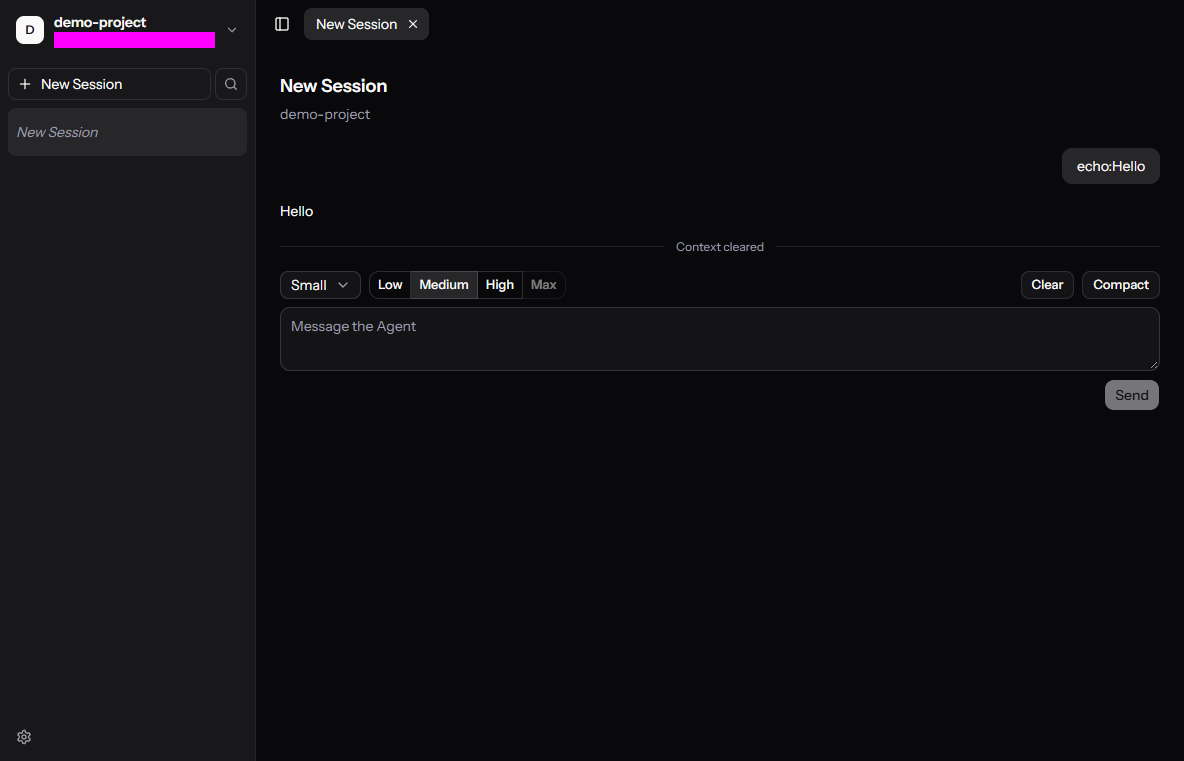 D
demo-project
New Session
New Session
New Session
New Session
demo-project
echo:Hello
Hello
Context cleared
Small
Low Medium High Max
Clear Compact
Message the Agent
Send